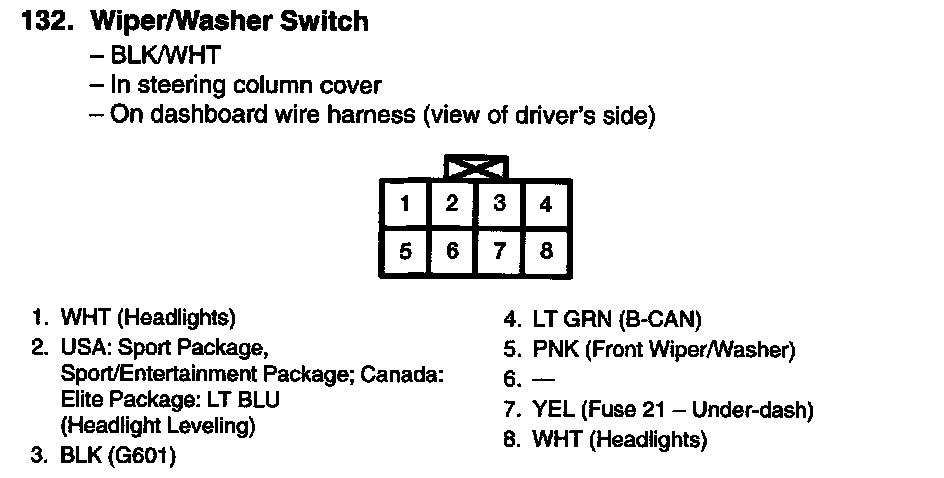 132. Wiper/Washer Switch
– BLK/WHT
– In steering column cover
– On dashboard wire harness (view of driver's side)
1 2 3 4
5 6 7 8
1. WHT (Headlights)
2. USA: Sport Package,
Sport/Entertainment Package; Canada:
Elite Package: LT BLU
(Headlight Leveling)
3. BLK (G601)
4. LT GRN (B-CAN)
5. PNK (Front Wiper/Washer)
6. —
7. YEL (Fuse 21 – Under-dash)
8. WHT (Headlights)